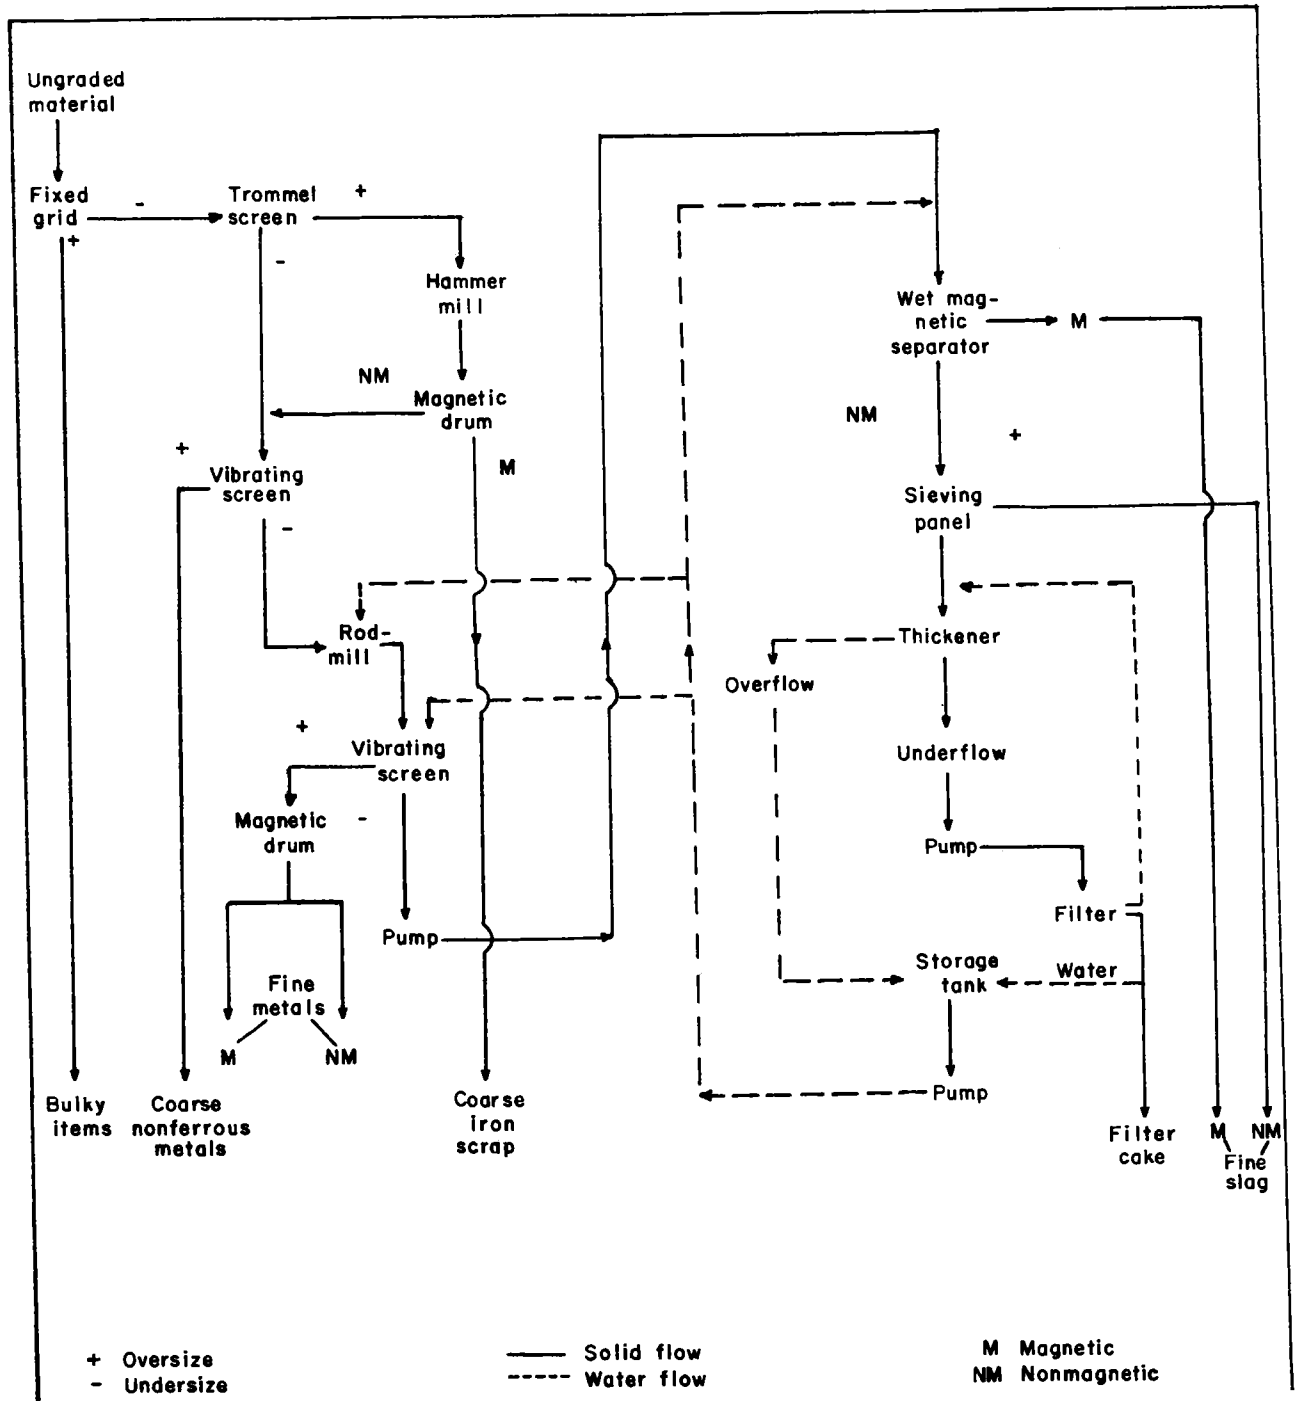 Ungraded
material
Fixed
grid
-
+
Trommel
screen
+
-
Hammer
mill
NM
Magnetic
drum
M
+
Vibrating
screen
-
Rod-
mill
+
Vibrating
screen
Magnetic
drum
-
Pump
Fine
metals
M
NM
Bulky
items
Coarse
nonferrous
metals
Coarse
iron
scrap
Wet mag-
netic
separator
M
NM
+
Sieving
panel
Thickener
Overflow
Underflow
Pump
Filter
Storage
tank
Water
Pump
Filter
cake
M
NM
Fine
slag
+ Oversize
- Undersize
Solid flow
Water flow
M Magnetic
NM Nonmagnetic